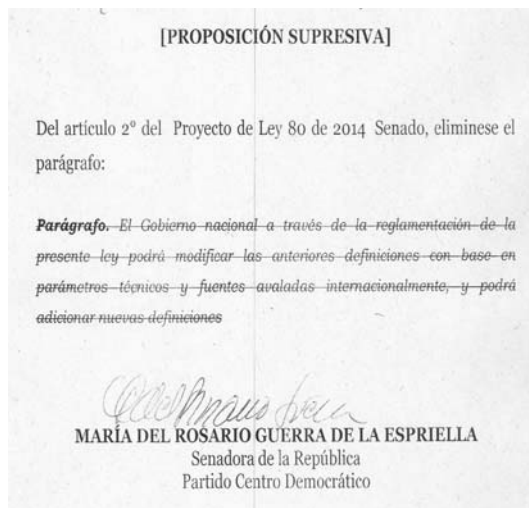 [PROPOSICIÓN SUPRESIVA]
Del artículo 2º del Proyecto de Ley 80 de 2014 Senado, eliminese el
parágrafo:
Parágrafo. El Gobierno nacional a través de la reglamentación de la
presente ley podrá modificar las anteriores definiciones con base en
parámetros técnicos y fuentes avaladas internacionalmente, y podrá
adicionar nuevas definiciones
MARÍA DEL ROSARIO GUERRA DE LA ESPRIELLA
Senadora de la República
Partido Centro Democrático